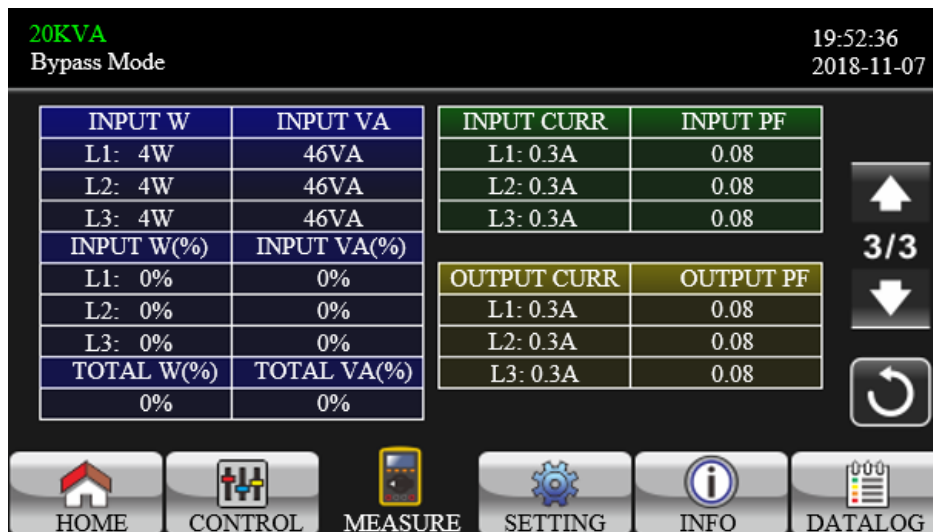 20KVA
19:52:36
Bypass Mode
2018-11-07
INPUT W INPUT VA
L1: 4W 46VA
L2: 4W 46VA
L3: 4W 46VA
INPUT W(%) INPUT VA(%)
L1: 0% 0%
L2: 0% 0%
L3: 0% 0%
TOTAL W(%) TOTAL VA(%)
0% 0%
INPUT CURR INPUT PF
L1: 0.3A 0.08
L2: 0.3A 0.08
L3: 0.3A 0.08
OUTPUT CURR OUTPUT PF
L1: 0.3A 0.08
L2: 0.3A 0.08
L3: 0.3A 0.08
3/3
HOME CONTROL MEASURE SETTING INFO DATALOG